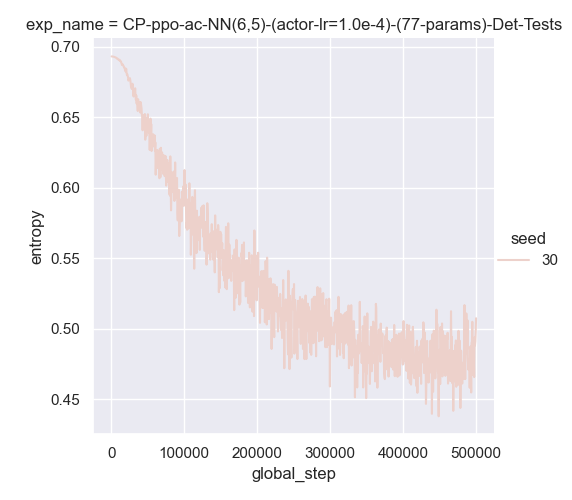 exp_name = CP-ppo-ac-NN(6,5)-(actor-lr=1.0e-4)-(77-params)-Det-Tests
0.70
0.65
0.60
0.55
0.50
0.45
entropy
0 100000 200000 300000 400000 500000
global_step
seed
30